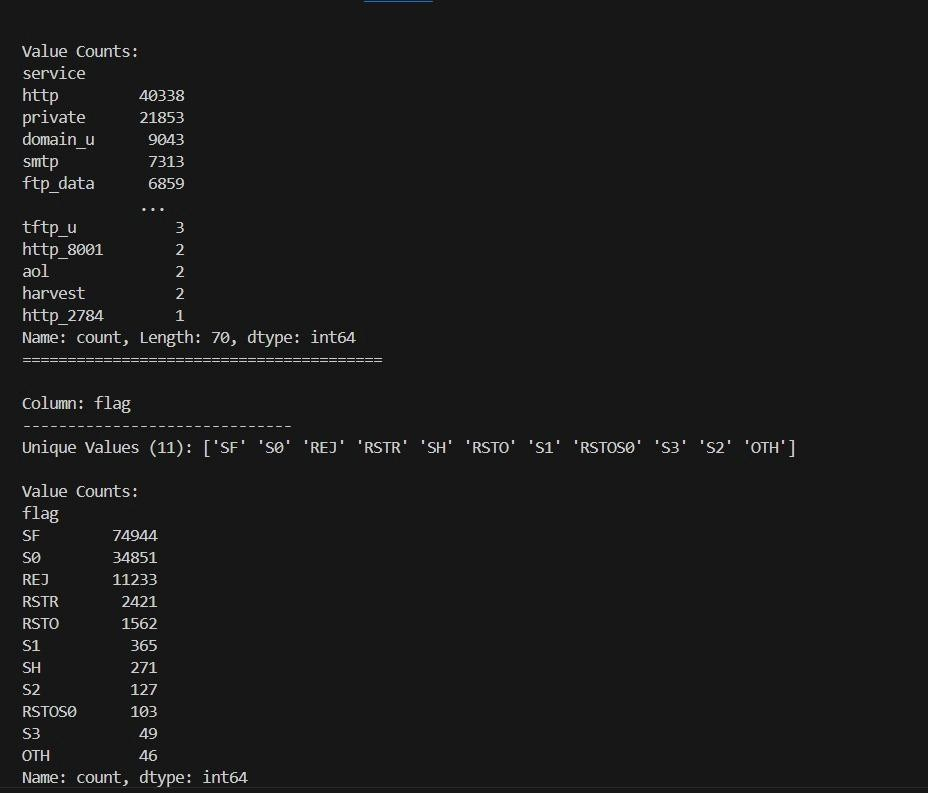 Value Counts:
service
http         40338
private      21853
domain_u      9043
smtp          7313
ftp_data      6859
             ...
tftp_u           3
http_8001        2
aol              2
harvest          2
http_2784        1
Name: count, Length: 70, dtype: int64
========================================
Column: flag
------------------------------
Unique Values (11): ['SF' 'S0' 'REJ' 'RSTR' 'SH' 'RSTO' 'S1' 'RSTOS0' 'S3' 'S2' 'OTH']
Value Counts:
flag
SF        74944
S0        34851
REJ       11233
RSTR       2421
RSTO       1562
S1          365
SH          271
S2          127
RSTOS0      103
S3           49
OTH          46
Name: count, dtype: int64